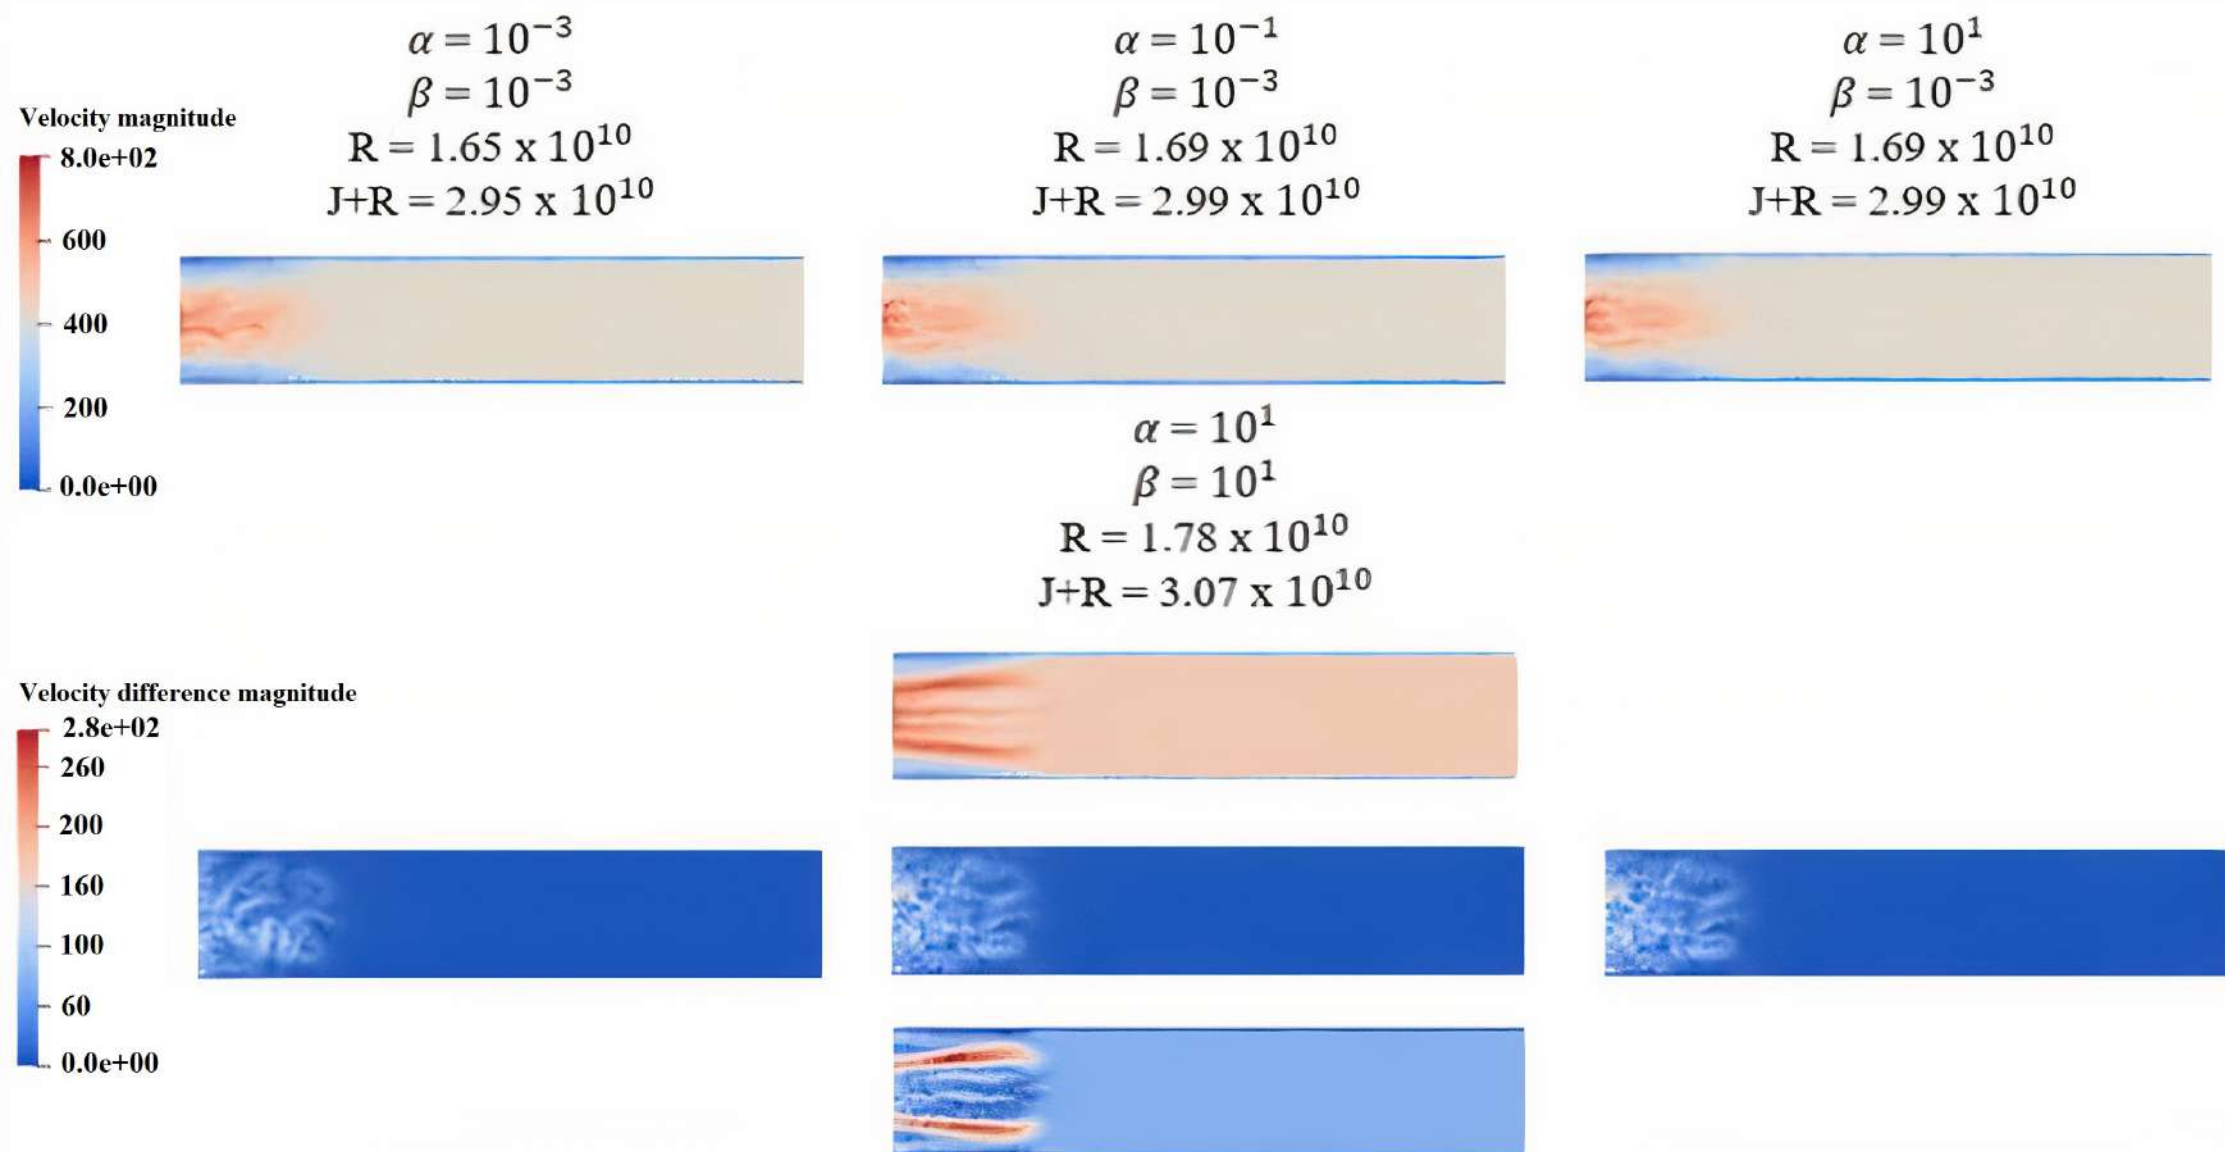 α = 10⁻³
β = 10⁻³
R = 1.65 x 10¹⁰
J+R = 2.95 x 10¹⁰
α = 10⁻¹
β = 10⁻³
R = 1.69 x 10¹⁰
J+R = 2.99 x 10¹⁰
α = 10¹
β = 10⁻³
R = 1.69 x 10¹⁰
J+R = 2.99 x 10¹⁰
Velocity magnitude
8.0e+02
600
400
200
0.0e+00
α = 10¹
β = 10¹
R = 1.78 x 10¹⁰
J+R = 3.07 x 10¹⁰
Velocity difference magnitude
2.8e+02
260
200
160
100
60
0.0e+00